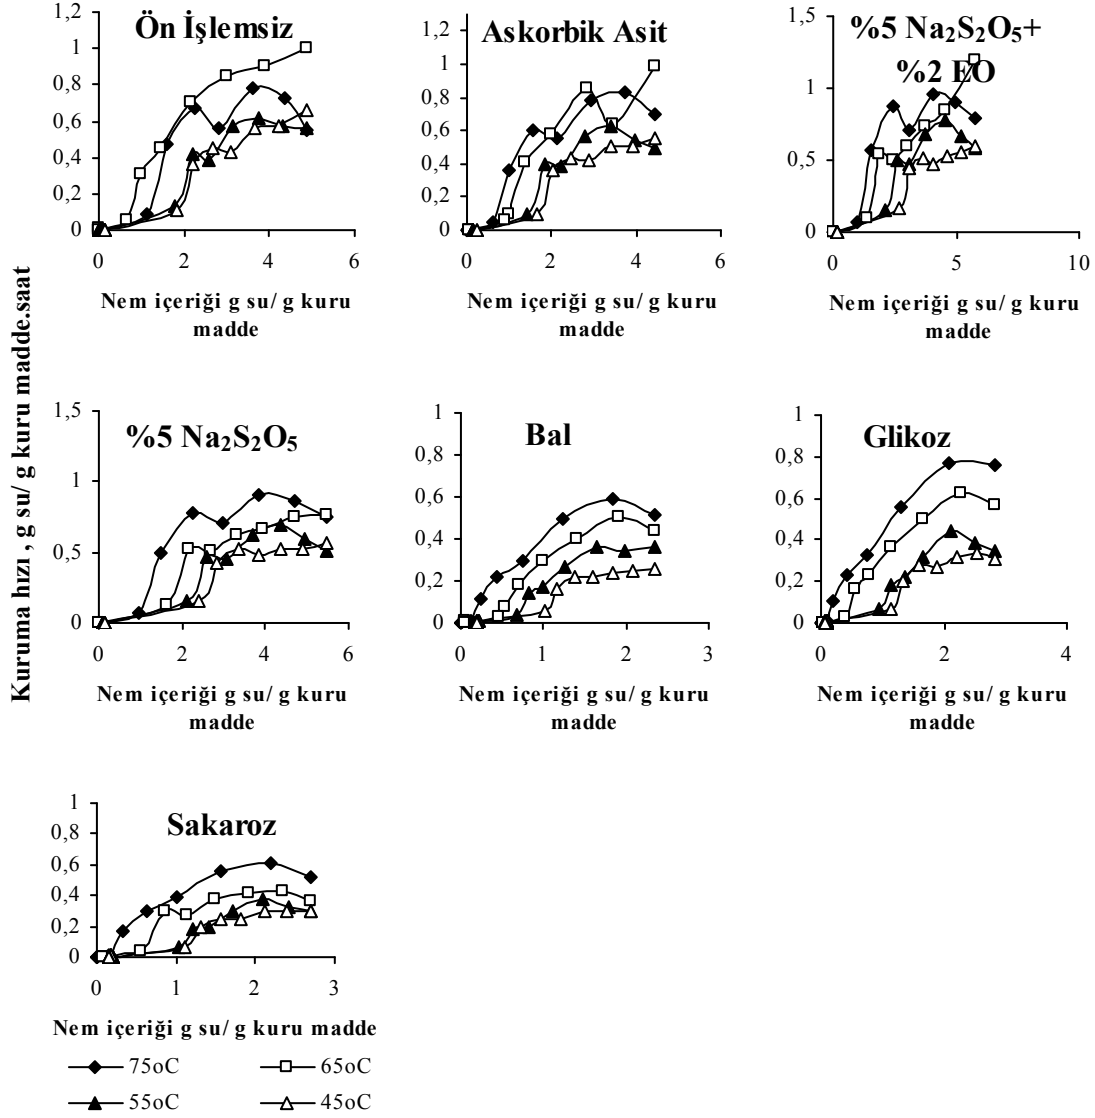 Kuruma hızı , g su/ g kuru madde.saat
Ön İşlemsiz
1,2
1
0,8
0,6
0,4
0,2
0
0 2 4 6
Nem içeriği g su/ g kuru
madde
Askorbik Asit
1,2
1
0,8
0,6
0,4
0,2
0
0 2 4 6
Nem içeriği g su/ g kuru
madde
%5 Na₂S₂O₅+
%2 EO
1,5
1
0,5
0
0 5 10
Nem içeriği g su/ g kuru
madde
%5 Na₂S₂O₅
1,5
1
0,5
0
0 2 4 6
Nem içeriği g su/ g kuru
madde
Bal
1
0,8
0,6
0,4
0,2
0
0 1 2 3
Nem içeriği g su/ g kuru
madde
Glikoz
1
0,8
0,6
0,4
0,2
0
0 2 4
Nem içeriği g su/ g kuru
madde
Sakaroz
1
0,8
0,6
0,4
0,2
0
0 1 2 3
Nem içeriği g su/ g kuru madde
75oC 65oC
55oC 45oC